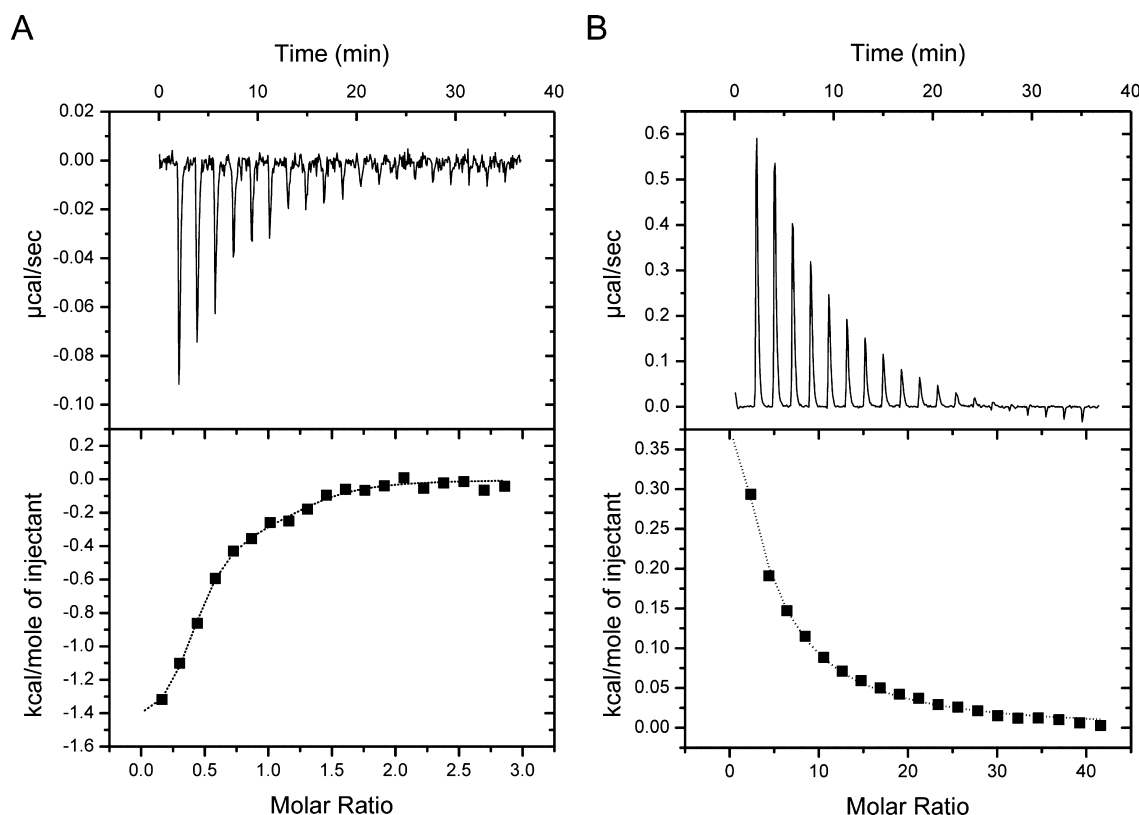 A
B
Time (min)
Time (min)
0 10 20 30 40
0 10 20 30 40
0.02
0.00
-0.02
-0.04
-0.06
-0.08
-0.10
µcal/sec
0.6
0.5
0.4
0.3
0.2
0.1
0.0
µcal/sec
0.2
0.0
-0.2
-0.4
-0.6
-0.8
-1.0
-1.2
-1.4
-1.6
kcal/mole of injectant
0.35
0.30
0.25
0.20
0.15
0.10
0.05
0.00
kcal/mole of injectant
0.0 0.5 1.0 1.5 2.0 2.5 3.0
0 10 20 30 40
Molar Ratio
Molar Ratio